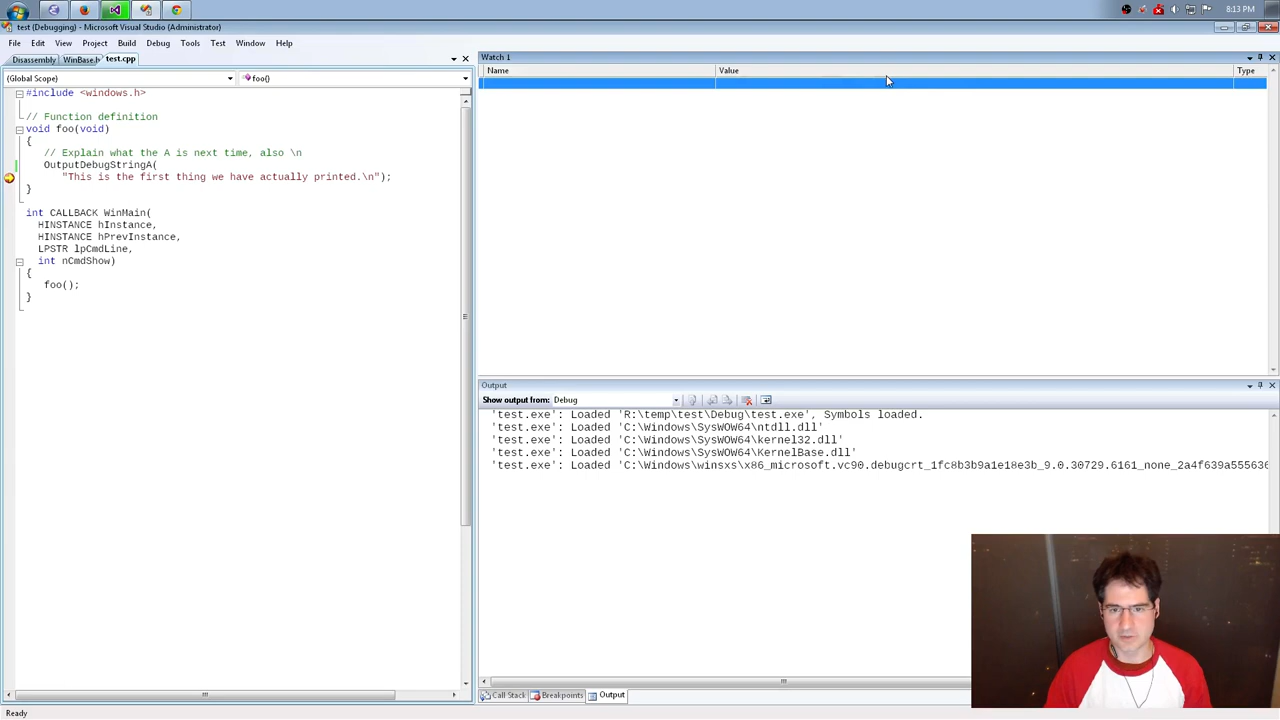 8:13 PM
test (Debugging) - Microsoft Visual Studio (Administrator)
File Edit View Project Build Debug Tools Test Window Help
Disassembly WinBase.h test.cpp
(Global Scope) foo()
#include <windows.h>
// Function definition
void foo(void)
{
// Explain what the A is next time, also \n
OutputDebugStringA(
"This is the first thing we have actually printed.\n");
}
int CALLBACK WinMain(
HINSTANCE hInstance,
HINSTANCE hPrevInstance,
LPSTR lpCmdLine,
int nCmdShow)
{
foo();
}
Watch 1
Name Value Type
Output
Show output from: Debug
'test.exe': Loaded 'R:\temp\test\Debug\test.exe', Symbols loaded.
'test.exe': Loaded 'C:\Windows\SysWOW64\ntdll.dll'
'test.exe': Loaded 'C:\Windows\SysWOW64\kernel32.dll'
'test.exe': Loaded 'C:\Windows\SysWOW64\KernelBase.dll'
'test.exe': Loaded 'C:\Windows\winsxs\x86_microsoft.vc90.debugcrt_1fc8b3b9a1e18e3b_9.0.30729.6161_none_2a4f639a555636
Call Stack Breakpoints Output
Ready